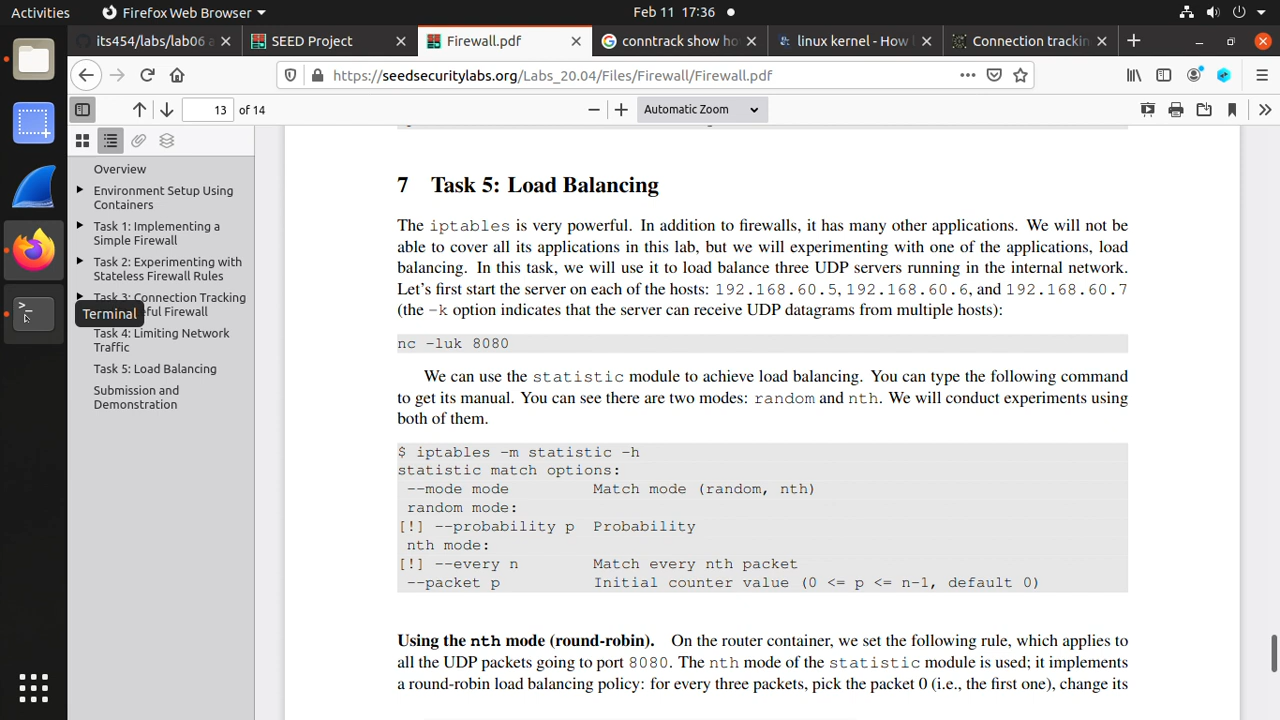 Activities
Firefox Web Browser
Feb 11 17:36
its454/labs/lab06 a
SEED Project
Firewall.pdf
conntrack show ho
linux kernel - How
Connection trackin
https://seedsecuritylabs.org/Labs_20.04/Files/Firewall/Firewall.pdf
13 of 14
Automatic Zoom
Overview
Environment Setup Using
Containers
Task 1: Implementing a
Simple Firewall
Task 2: Experimenting with
Stateless Firewall Rules
Task 3: Connection Tracking
eful Firewall
Terminal
Task 4: Limiting Network
Traffic
Task 5: Load Balancing
Submission and
Demonstration
7 Task 5: Load Balancing
The iptables is very powerful. In addition to firewalls, it has many other applications. We will not be
able to cover all its applications in this lab, but we will experimenting with one of the applications, load
balancing. In this task, we will use it to load balance three UDP servers running in the internal network.
Let's first start the server on each of the hosts: 192.168.60.5, 192.168.60.6, and 192.168.60.7
(the -k option indicates that the server can receive UDP datagrams from multiple hosts):
nc -luk 8080
We can use the statistic module to achieve load balancing. You can type the following command
to get its manual. You can see there are two modes: random and nth. We will conduct experiments using
both of them.
$ iptables -m statistic -h
statistic match options:
--mode mode Match mode (random, nth)
random mode:
[!] --probability p Probability
nth mode:
[!] --every n Match every nth packet
--packet p Initial counter value (0 <= p <= n-1, default 0)
Using the nth mode (round-robin). On the router container, we set the following rule, which applies to
all the UDP packets going to port 8080. The nth mode of the statistic module is used; it implements
a round-robin load balancing policy: for every three packets, pick the packet 0 (i.e., the first one), change its